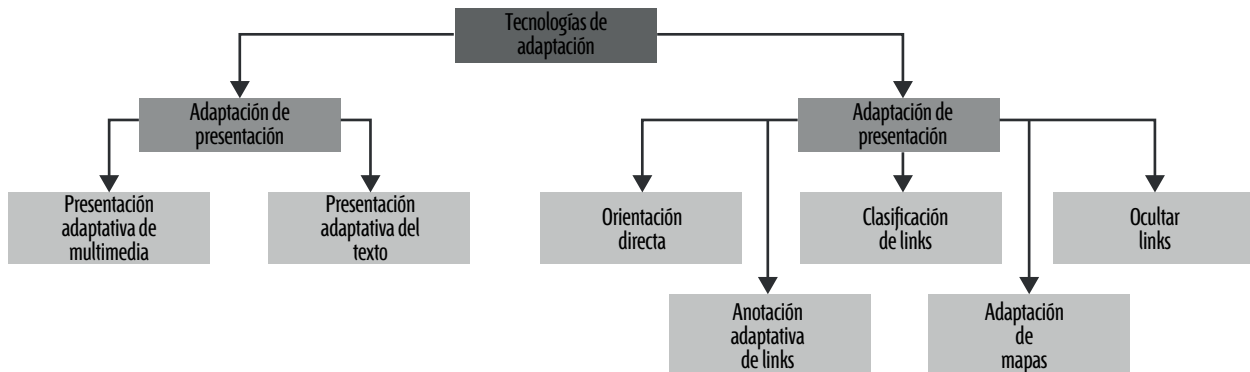 Tecnologías de
adaptación
Adaptación de
presentación
Adaptación de
presentación
Presentación
adaptativa de
multimedia
Presentación
adaptativa del
texto
Orientación
directa
Clasificación
de links
Ocultar
links
Anotación
adaptativa
de links
Adaptación
de
mapas